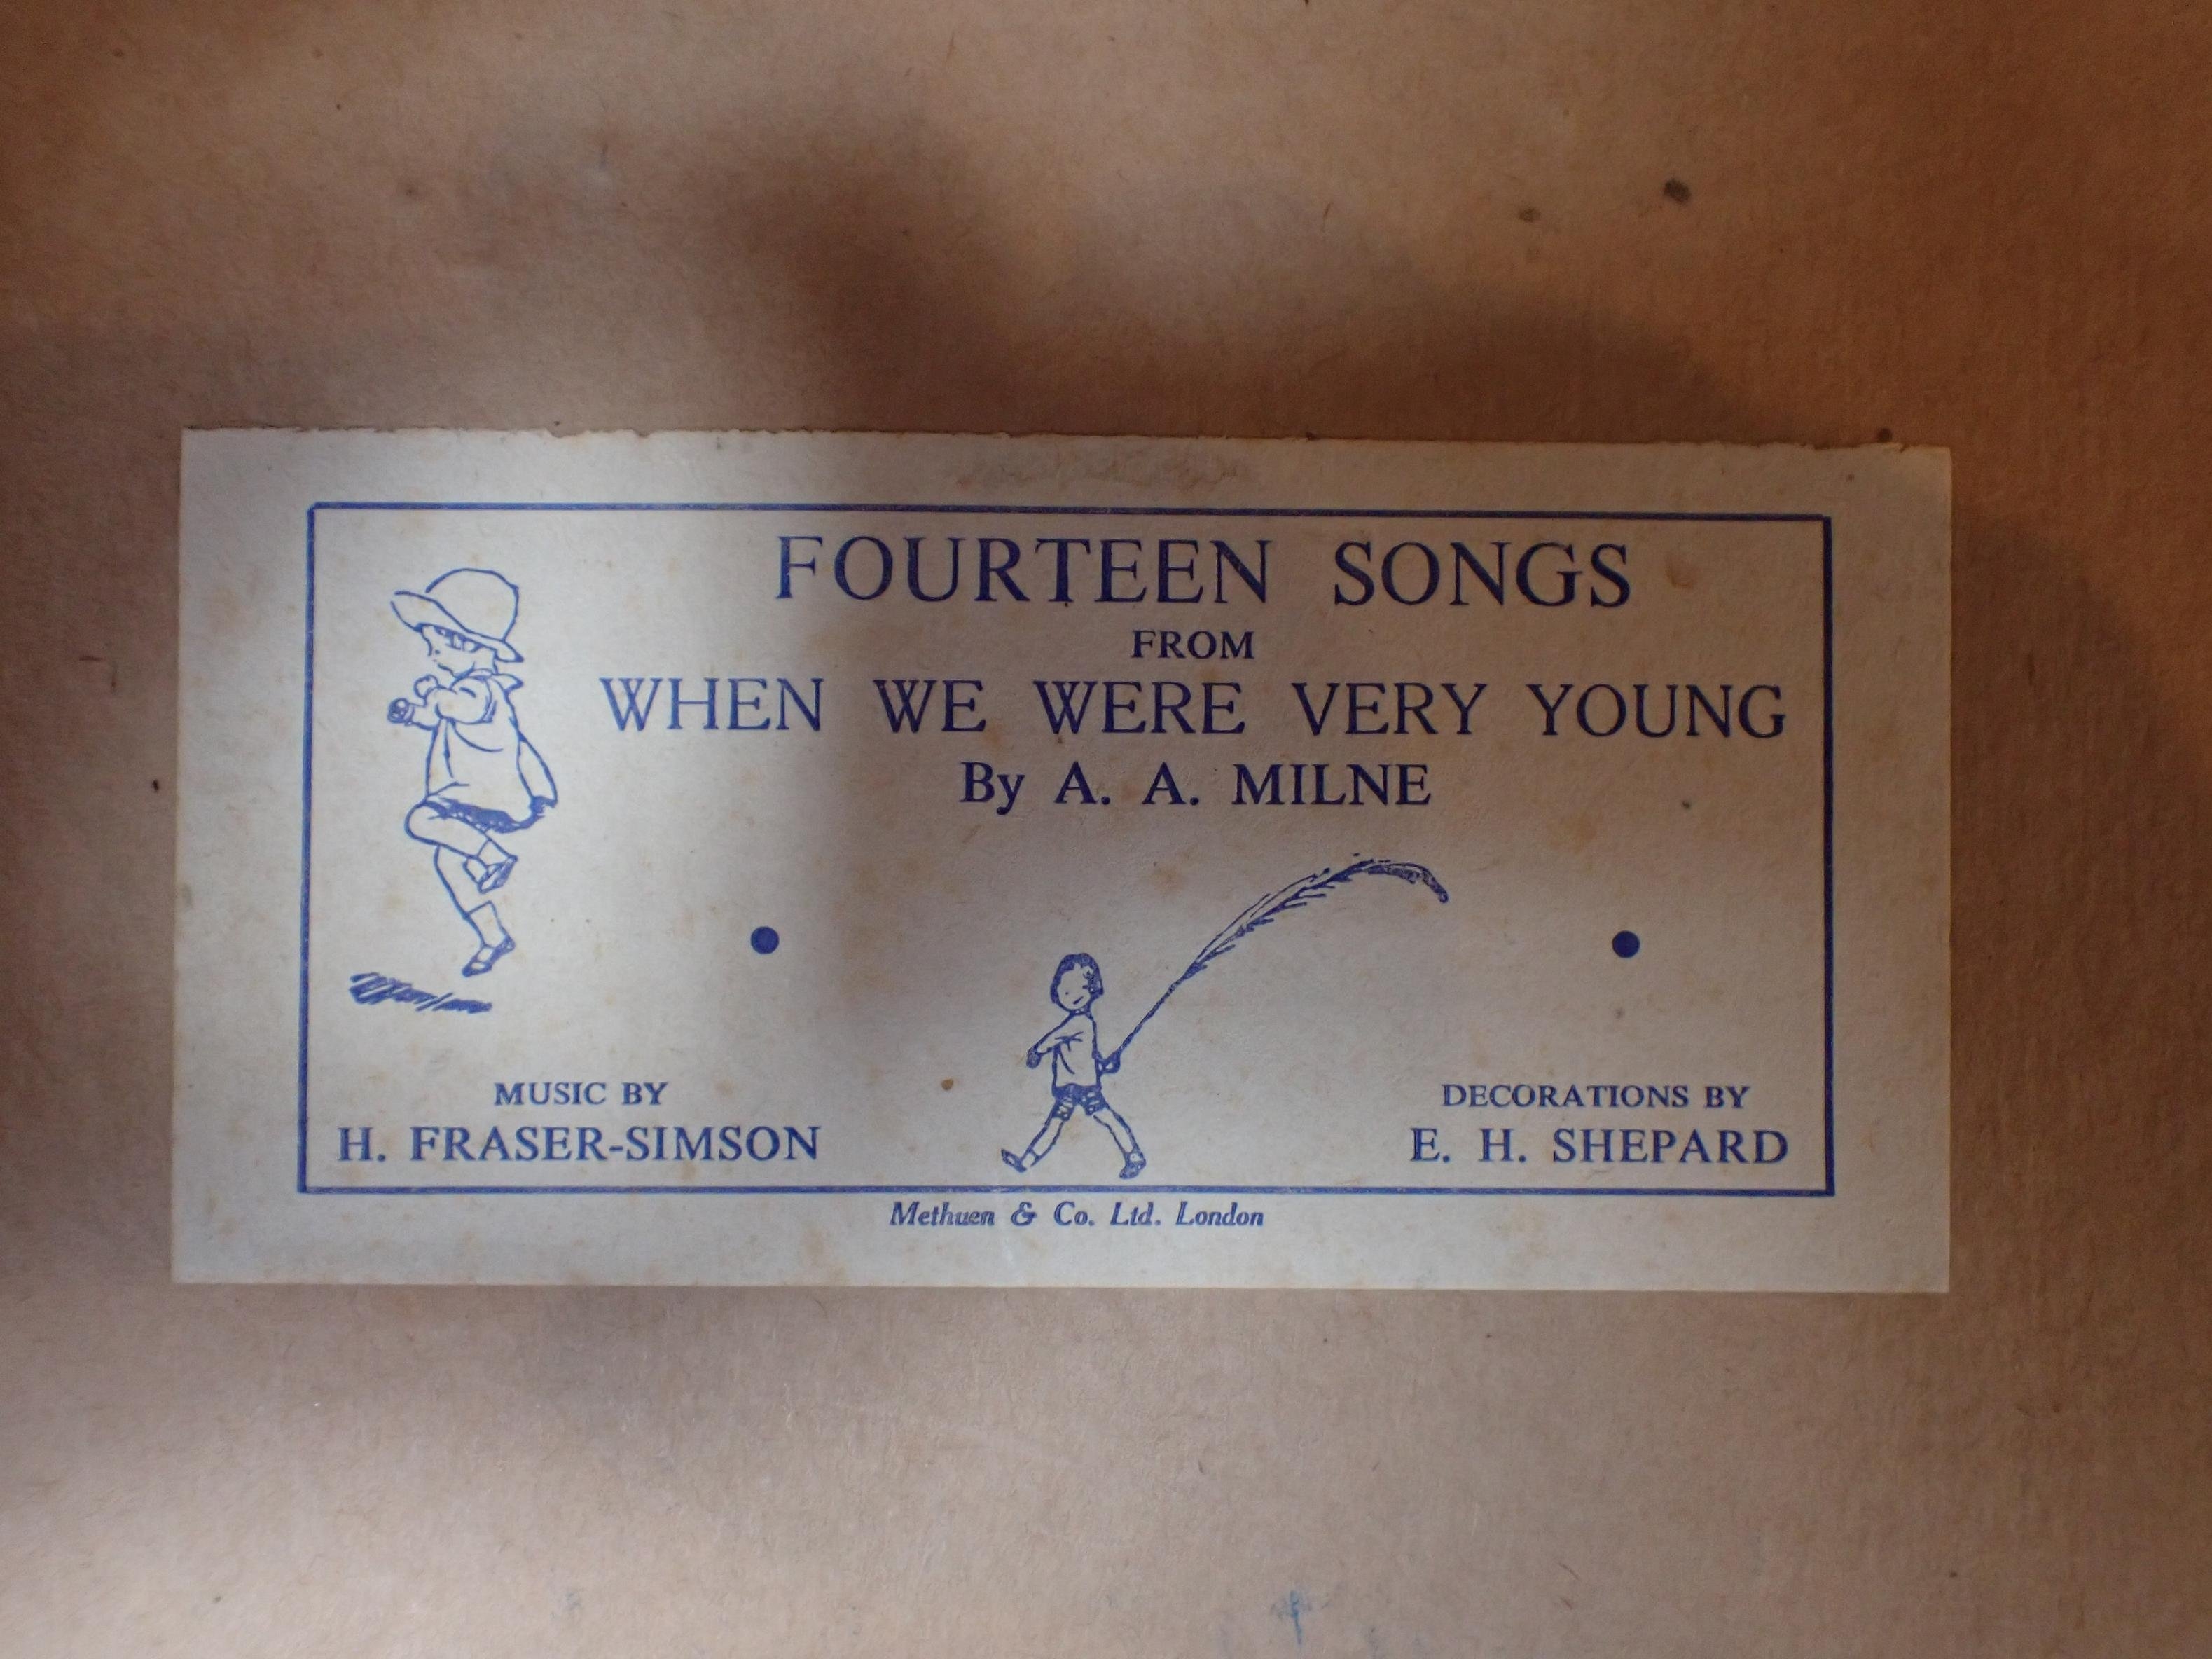 FOURTEEN SONGS
FROM
WHEN WE WERE VERY YOUNG
By A. A. MILNE
MUSIC BY
H. FRASER-SIMSON
DECORATIONS BY
E. H. SHEPARD
Methuen & Co. Ltd. London